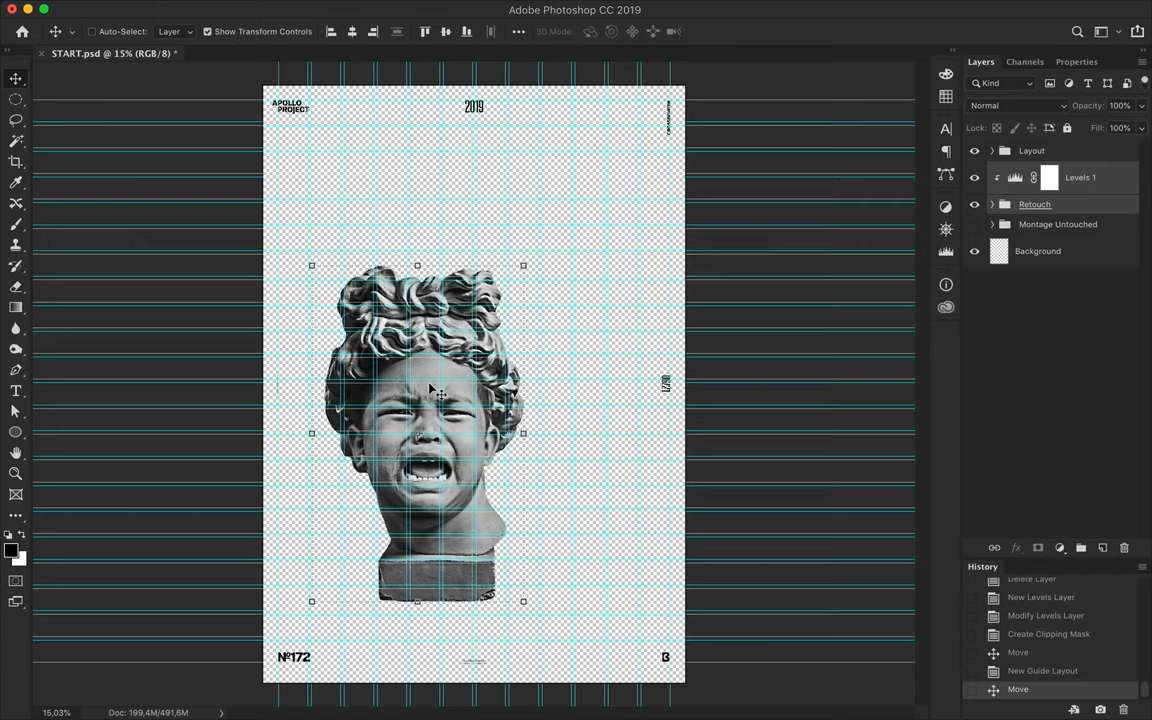 Adobe Photoshop CC 2019
Auto-Select:
Layer
Show Transform Controls
3D Mode:
START.psd @ 15% (RGB/8) *
Layers
Channels
Properties
Kind
Normal
Opacity: 100%
Lock:
Fill: 100%
Layout
Levels 1
Retouch
Montage Untouched
Background
APOLLO
PROJECT
2019
06/21
Nº172
B
History
Delete Layer
New Levels Layer
Modify Levels Layer
Create Clipping Mask
Move
New Guide Layout
Move
15,03%
Doc: 199,4M/491,6M